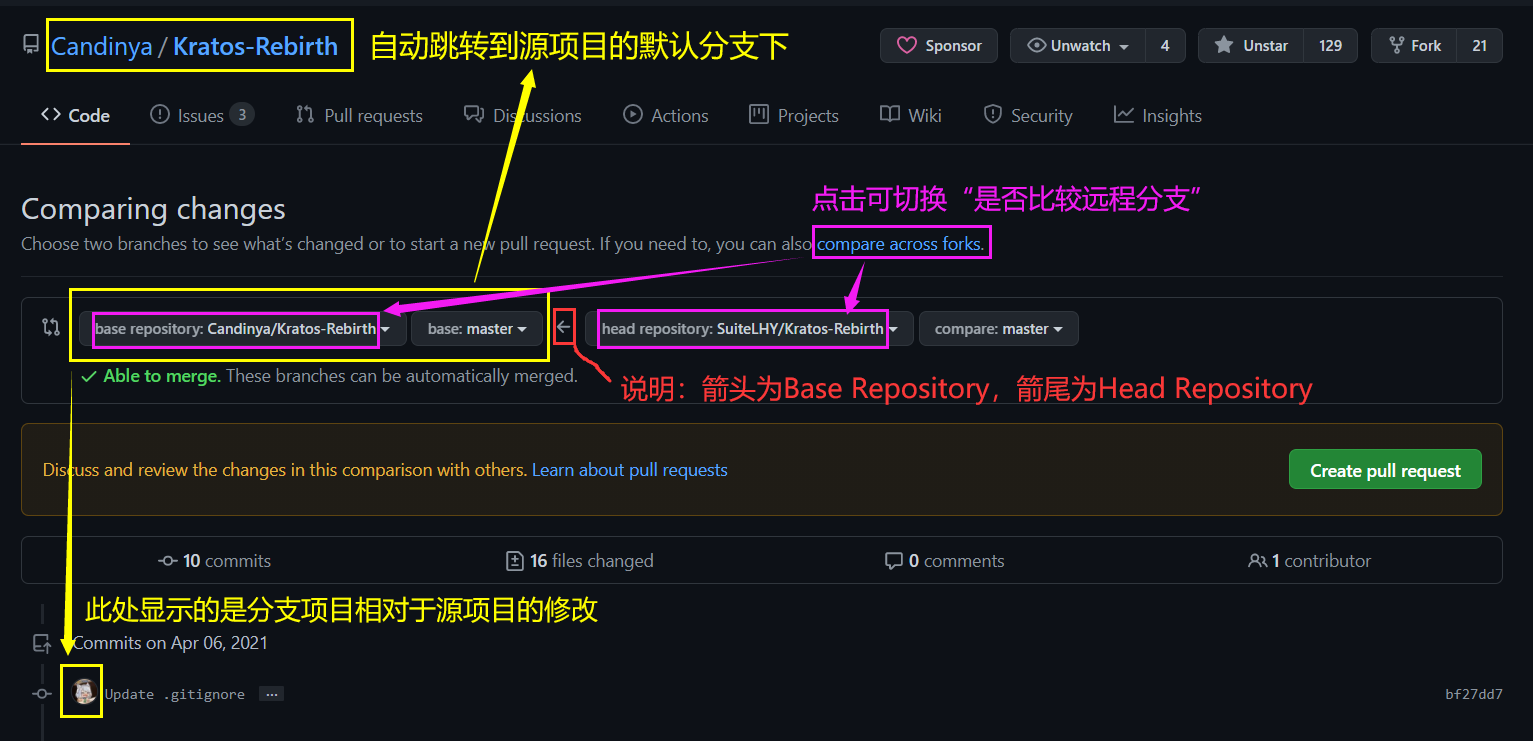 Candinya / Kratos-Rebirth 自动跳转到源项目的默认分支下 Sponsor Unwatch 4 Unstar 129 Fork 21
Code Issues 3 Pull requests Discussions Actions Projects Wiki Security Insights
点击可切换“是否比较远程分支”
Comparing changes
Choose two branches to see what’s changed or to start a new pull request. If you need to, you can also compare across forks.
base repository: Candinya/Kratos-Rebirth base: master head repository: SuiteLHY/Kratos-Rebirth compare: master
Able to merge. These branches can be automatically merged.
说明：箭头为Base Repository，箭尾为Head Repository
Discuss and review the changes in this comparison with others. Learn about pull requests Create pull request
10 commits 16 files changed 0 comments 1 contributor
此处显示的是分支项目相对于源项目的修改
Commits on Apr 06, 2021
Update .gitignore ... bf27dd7